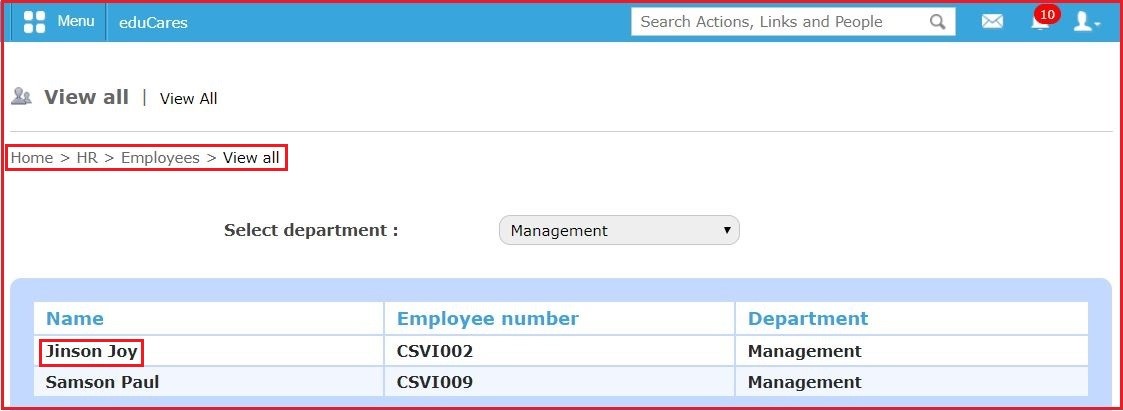 Menu eduCares Search Actions, Links and People 10
View all | View All
Home > HR > Employees > View all
Select department : Management
Name Employee number Department
Jinson Joy CSVI002 Management
Samson Paul CSVI009 Management